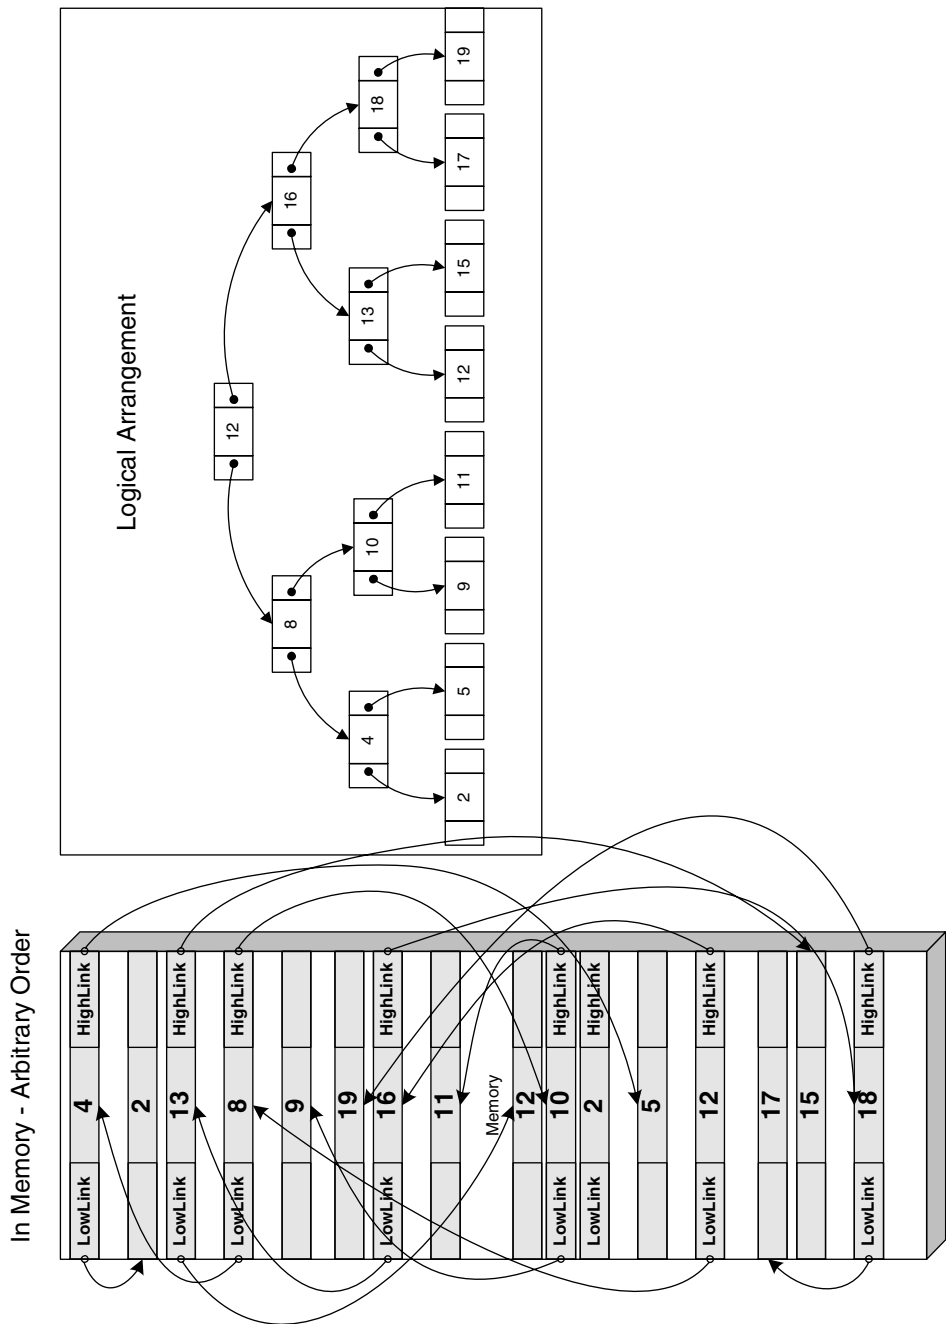 In Memory - Arbitrary Order
LowLink 4 HighLink
2
LowLink 13 HighLink
LowLink 8 HighLink
9
19
LowLink 16 HighLink
11
Memory
12
LowLink 10 HighLink
LowLink 2 HighLink
5
LowLink 12 HighLink
17
15
LowLink 18 HighLink
Logical Arrangement
12
8 16
4 10 13 18
2 5 9 11 12 15 17 19